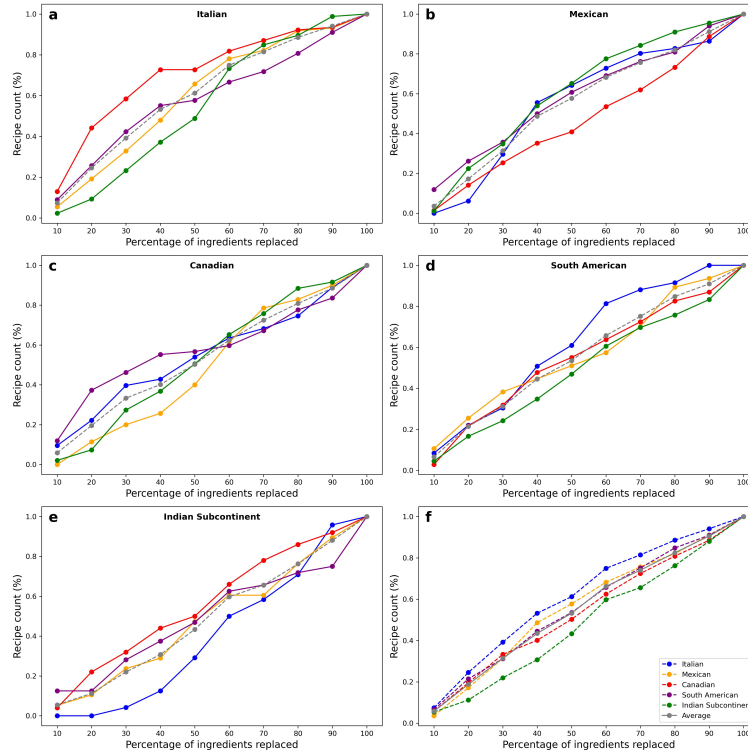 a
Italian
1.0
0.8
0.6
0.4
0.2
0.0
Recipe count (%)
10 20 30 40 50 60 70 80 90 100
Percentage of ingredients replaced
b
Mexican
1.0
0.8
0.6
0.4
0.2
0.0
Recipe count (%)
10 20 30 40 50 60 70 80 90 100
Percentage of ingredients replaced
c
Canadian
1.0
0.8
0.6
0.4
0.2
0.0
Recipe count (%)
10 20 30 40 50 60 70 80 90 100
Percentage of ingredients replaced
d
South American
1.0
0.8
0.6
0.4
0.2
0.0
Recipe count (%)
10 20 30 40 50 60 70 80 90 100
Percentage of ingredients replaced
e
Indian Subcontinent
1.0
0.8
0.6
0.4
0.2
0.0
Recipe count (%)
10 20 30 40 50 60 70 80 90 100
Percentage of ingredients replaced
f
1.0
0.8
0.6
0.4
0.2
0.0
Recipe count (%)
10 20 30 40 50 60 70 80 90 100
Percentage of ingredients replaced
Italian
Mexican
Canadian
South American
Indian Subcontinent
Average